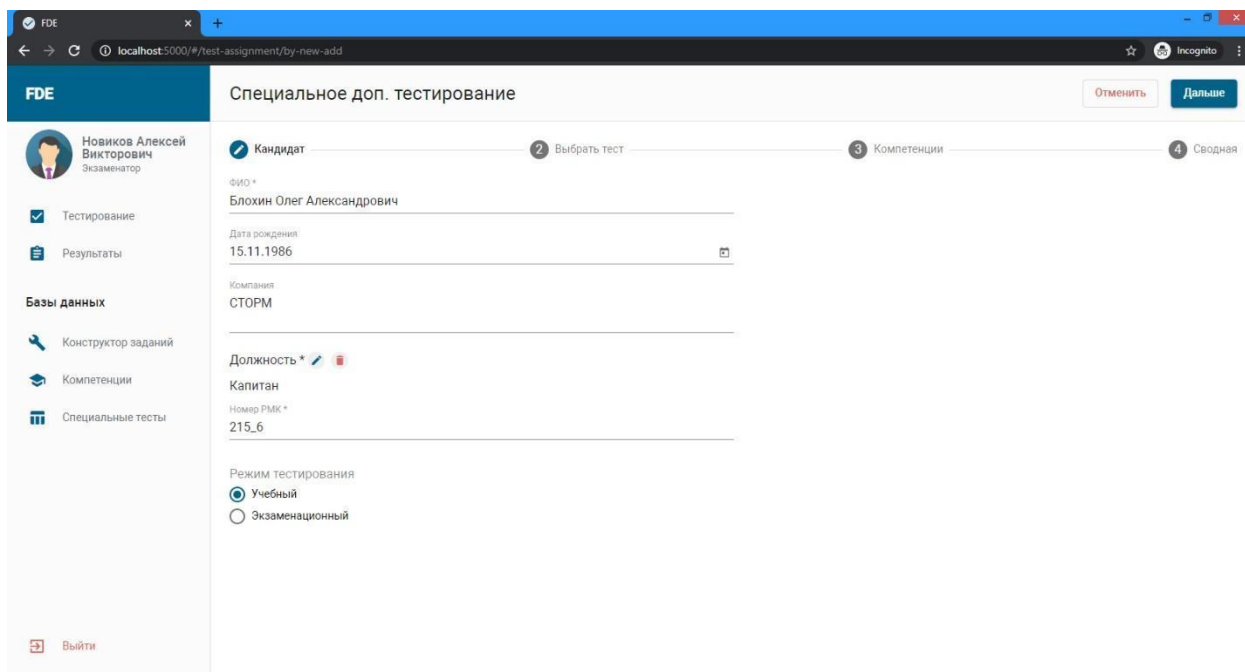 FDE
localhost:5000/#/test-assignment/by-new-add
Incognito
FDE
Специальное доп. тестирование
Отменить
Дальше
Новиков Алексей
Викторович
Экзаменатор
Тестирование
Результаты
Базы данных
Конструктор заданий
Компетенции
Специальные тесты
Выйти
Кандидат
2 Выбрать тест
3 Компетенции
4 Сводная
ФИО *
Блохин Олег Александрович
Дата рождения
15.11.1986
Компания
СТОРМ
Должность *
Капитан
Номер РМК *
215_6
Режим тестирования
Учебный
Экзаменационный